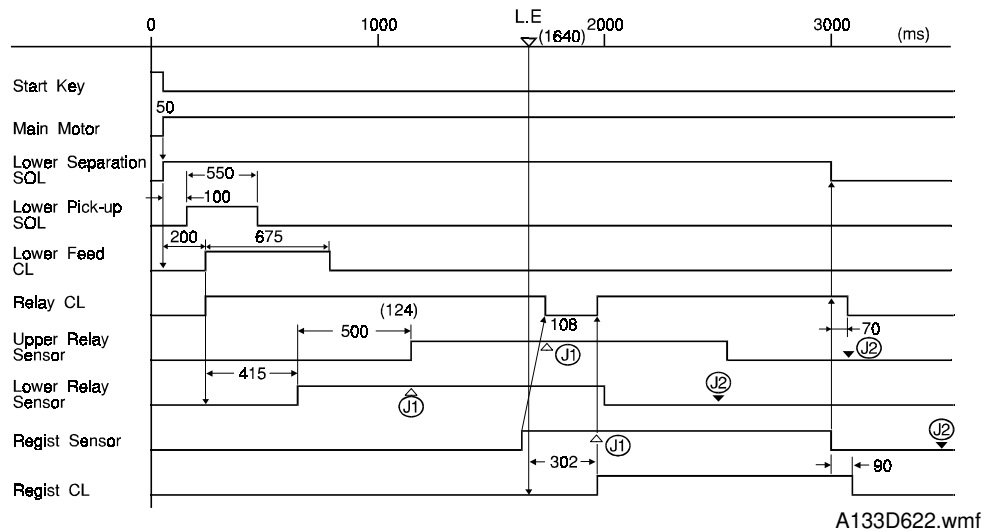 L.E
0 1000 2000 3000 (ms)
(1640)
Start Key
50
Main Motor
Lower Separation
SOL
550
100
Lower Pick-up
SOL
200 675
Lower Feed
CL
Relay CL
(124)
108
500
70
Upper Relay
Sensor
J1
J2
415
Lower Relay
Sensor
J1
J2
Regist Sensor
J1
J2
302
90
Regist CL
A133D622.wmf